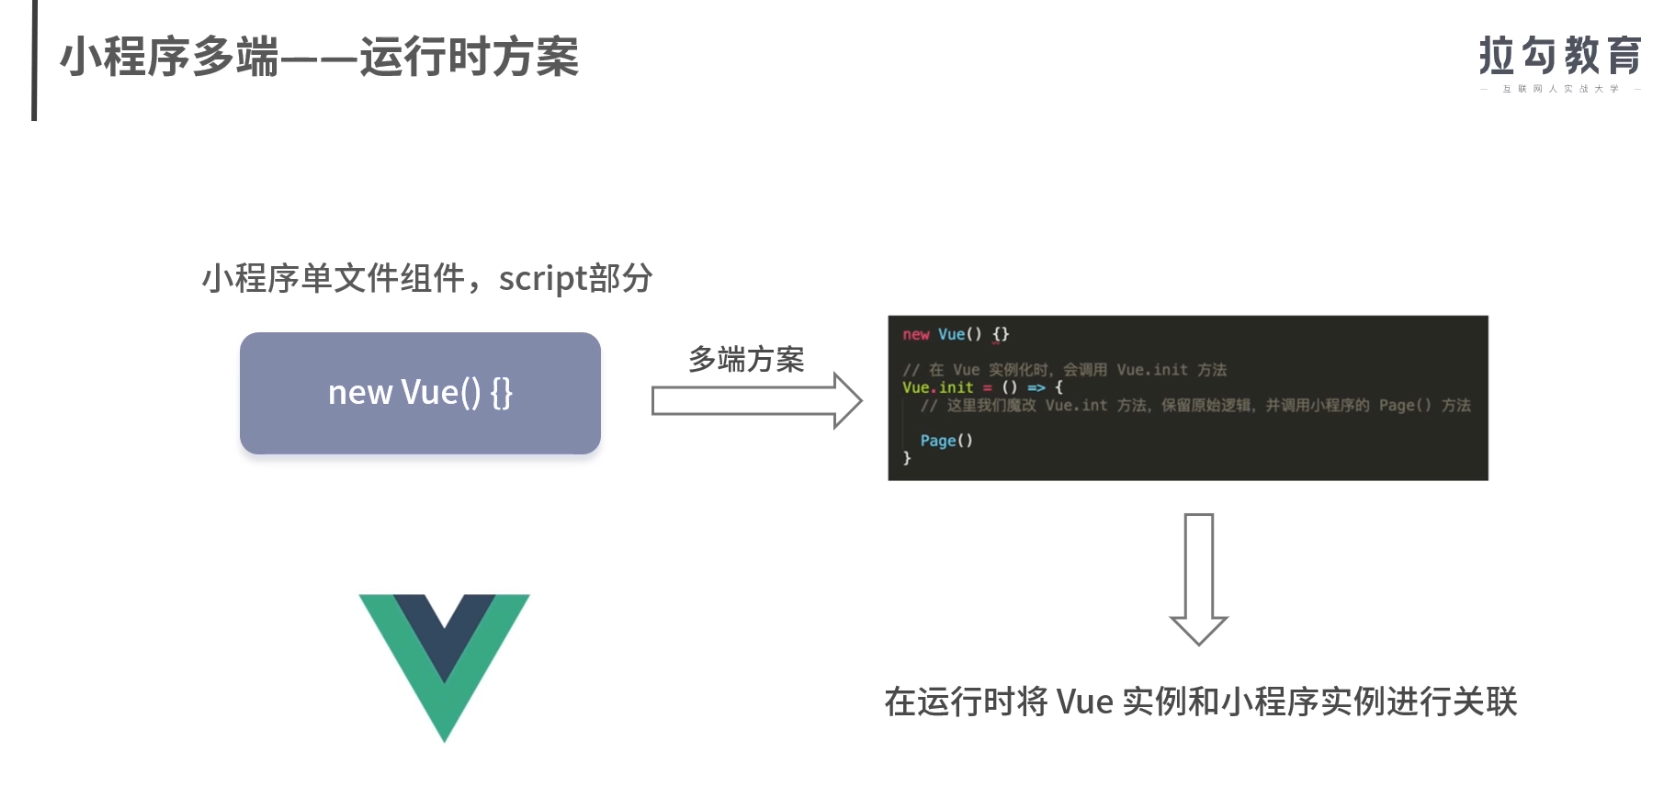 小程序多端——运行时方案
拉勾教育
— 互联网人实战大学 —
小程序单文件组件，script部分
new Vue() {}
多端方案
new Vue() {}
// 在 Vue 实例化时，会调用 Vue.init 方法
Vue.init = () => {
// 这里我们魔改 Vue.int 方法，保留原始逻辑，并调用小程序的 Page() 方法
Page()
}
在运行时将 Vue 实例和小程序实例进行关联